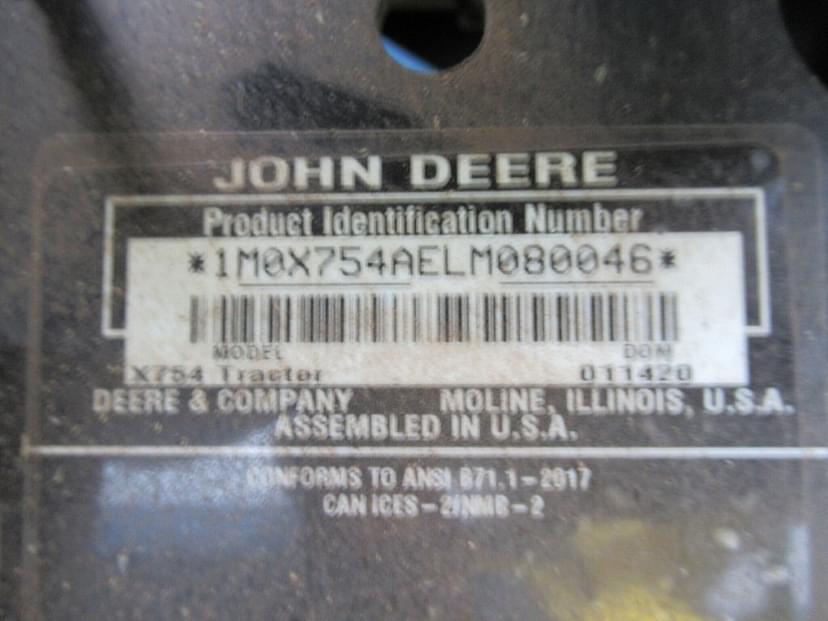 JOHN DEERE
Product Identification Number
*1M0X754AELM080046*
MODEL DOM
X754 Tractor 011420
DEERE & COMPANY MOLINE, ILLINOIS, U.S.A.
ASSEMBLED IN U.S.A.
CONFORMS TO ANSI B71.1-2017
CAN ICES-2/NMB-2